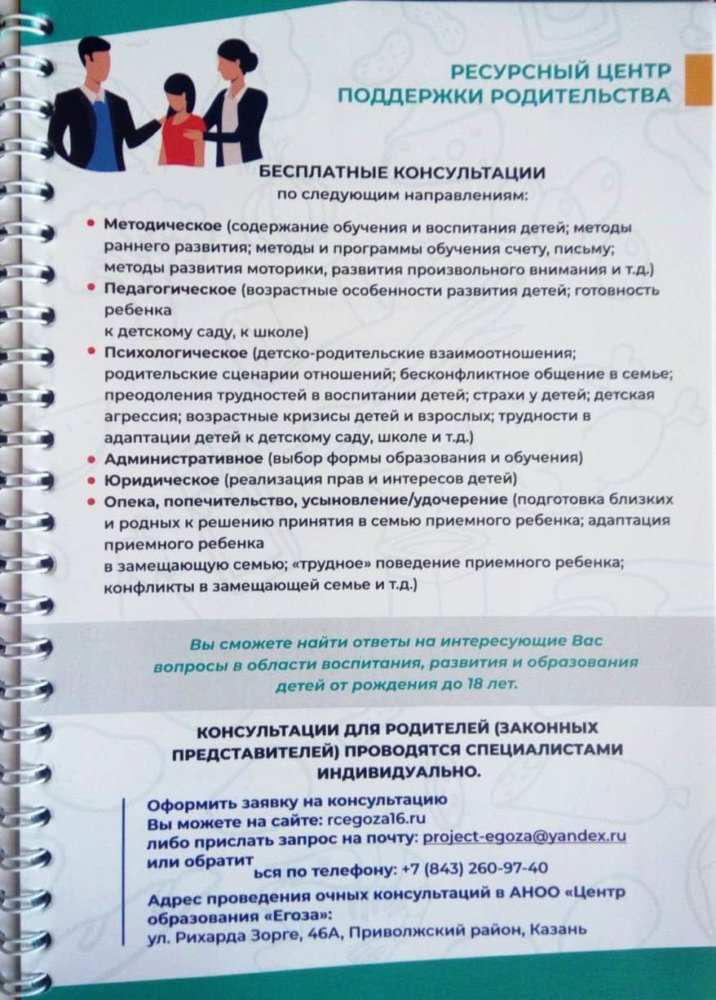 РЕСУРСНЫЙ ЦЕНТР
ПОДДЕРЖКИ РОДИТЕЛЬСТВА
БЕСПЛАТНЫЕ КОНСУЛЬТАЦИИ
по следующим направлениям:
• Методическое (содержание обучения и воспитания детей; методы
раннего развития; методы и программы обучения счету, письму;
методы развития моторики, развития произвольного внимания и т.д.)
• Педагогическое (возрастные особенности развития детей; готовность
ребенка
к детскому саду, к школе)
• Психологическое (детско-родительские взаимоотношения;
родительские сценарии отношений; бесконфликтное общение в семье;
преодоления трудностей в воспитании детей; страхи у детей; детская
агрессия; возрастные кризисы детей и взрослых; трудности в
адаптации детей к детскому саду, школе и т.д.)
• Административное (выбор формы образования и обучения)
• Юридическое (реализация прав и интересов детей)
• Опека, попечительство, усыновление/удочерение (подготовка близких
и родных к решению принятия в семью приемного ребенка; адаптация
приемного ребенка
в замещающую семью; «трудное» поведение приемного ребенка;
конфликты в замещающей семье и т.д.)
Вы сможете найти ответы на интересующие Вас
вопросы в области воспитания, развития и образования
детей от рождения до 18 лет.
КОНСУЛЬТАЦИИ ДЛЯ РОДИТЕЛЕЙ (ЗАКОННЫХ
ПРЕДСТАВИТЕЛЕЙ) ПРОВОДЯТСЯ СПЕЦИАЛИСТАМИ
ИНДИВИДУАЛЬНО.
Оформить заявку на консультацию
Вы можете на сайте: rcegoza16.ru
либо прислать запрос на почту: project-egoza@yandex.ru
или обратит
ься по телефону: +7 (843) 260-97-40
Адрес проведения очных консультаций в АНОО «Центр
образования «Егоза»:
ул. Рихарда Зорге, 46А, Приволжский район, Казань